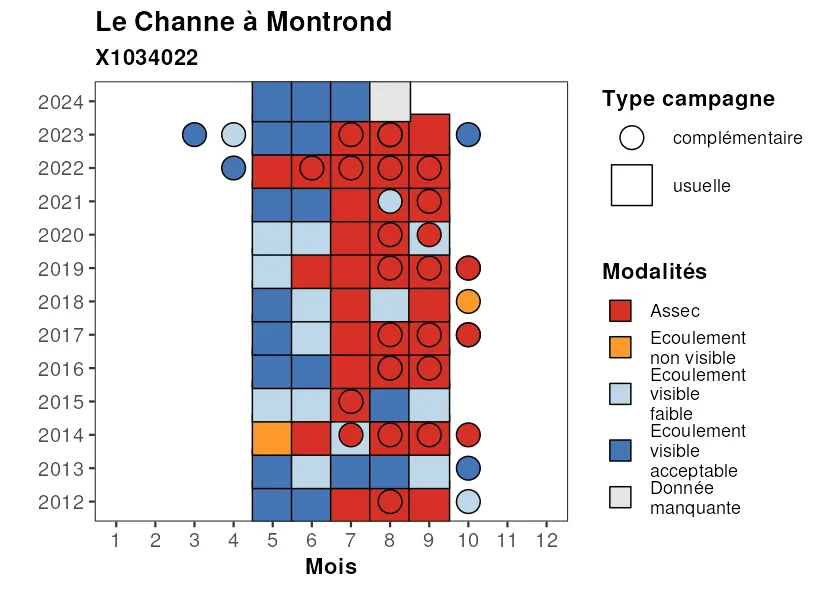 Le Channe à Montrond
X1034022
2024
2023
2022
2021
2020
2019
2018
2017
2016
2015
2014
2013
2012
1 2 3 4 5 6 7 8 9 10 11 12
Mois
Type campagne
complémentaire
usuelle
Modalités
Assec
Ecoulement
non visible
Ecoulement
visible
faible
Ecoulement
visible
acceptable
Donnée
manquante